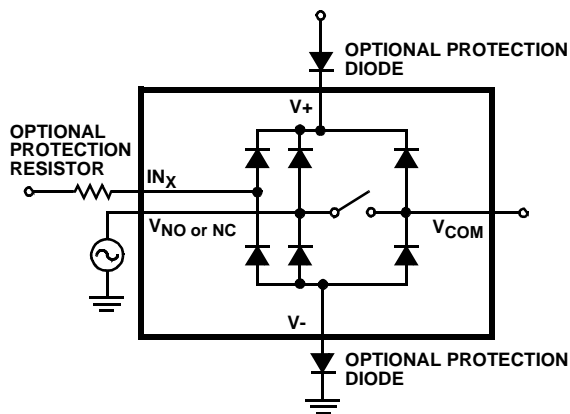 OPTIONAL PROTECTION
DIODE
V+
OPTIONAL
PROTECTION
RESISTOR
INX
VNO or NC
VCOM
V-
OPTIONAL PROTECTION
DIODE